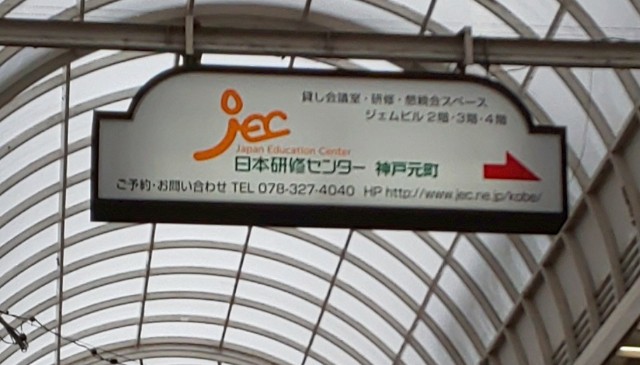 貸し会議室・研修・懇親会スペース
ジェムビル 2階・3階・4階
jec
Japan Education Center
日本研修センター 神戸元町
ご予約・お問い合わせ TEL 078-327-4040 HP http://www.jec.ne.jp/kobe/